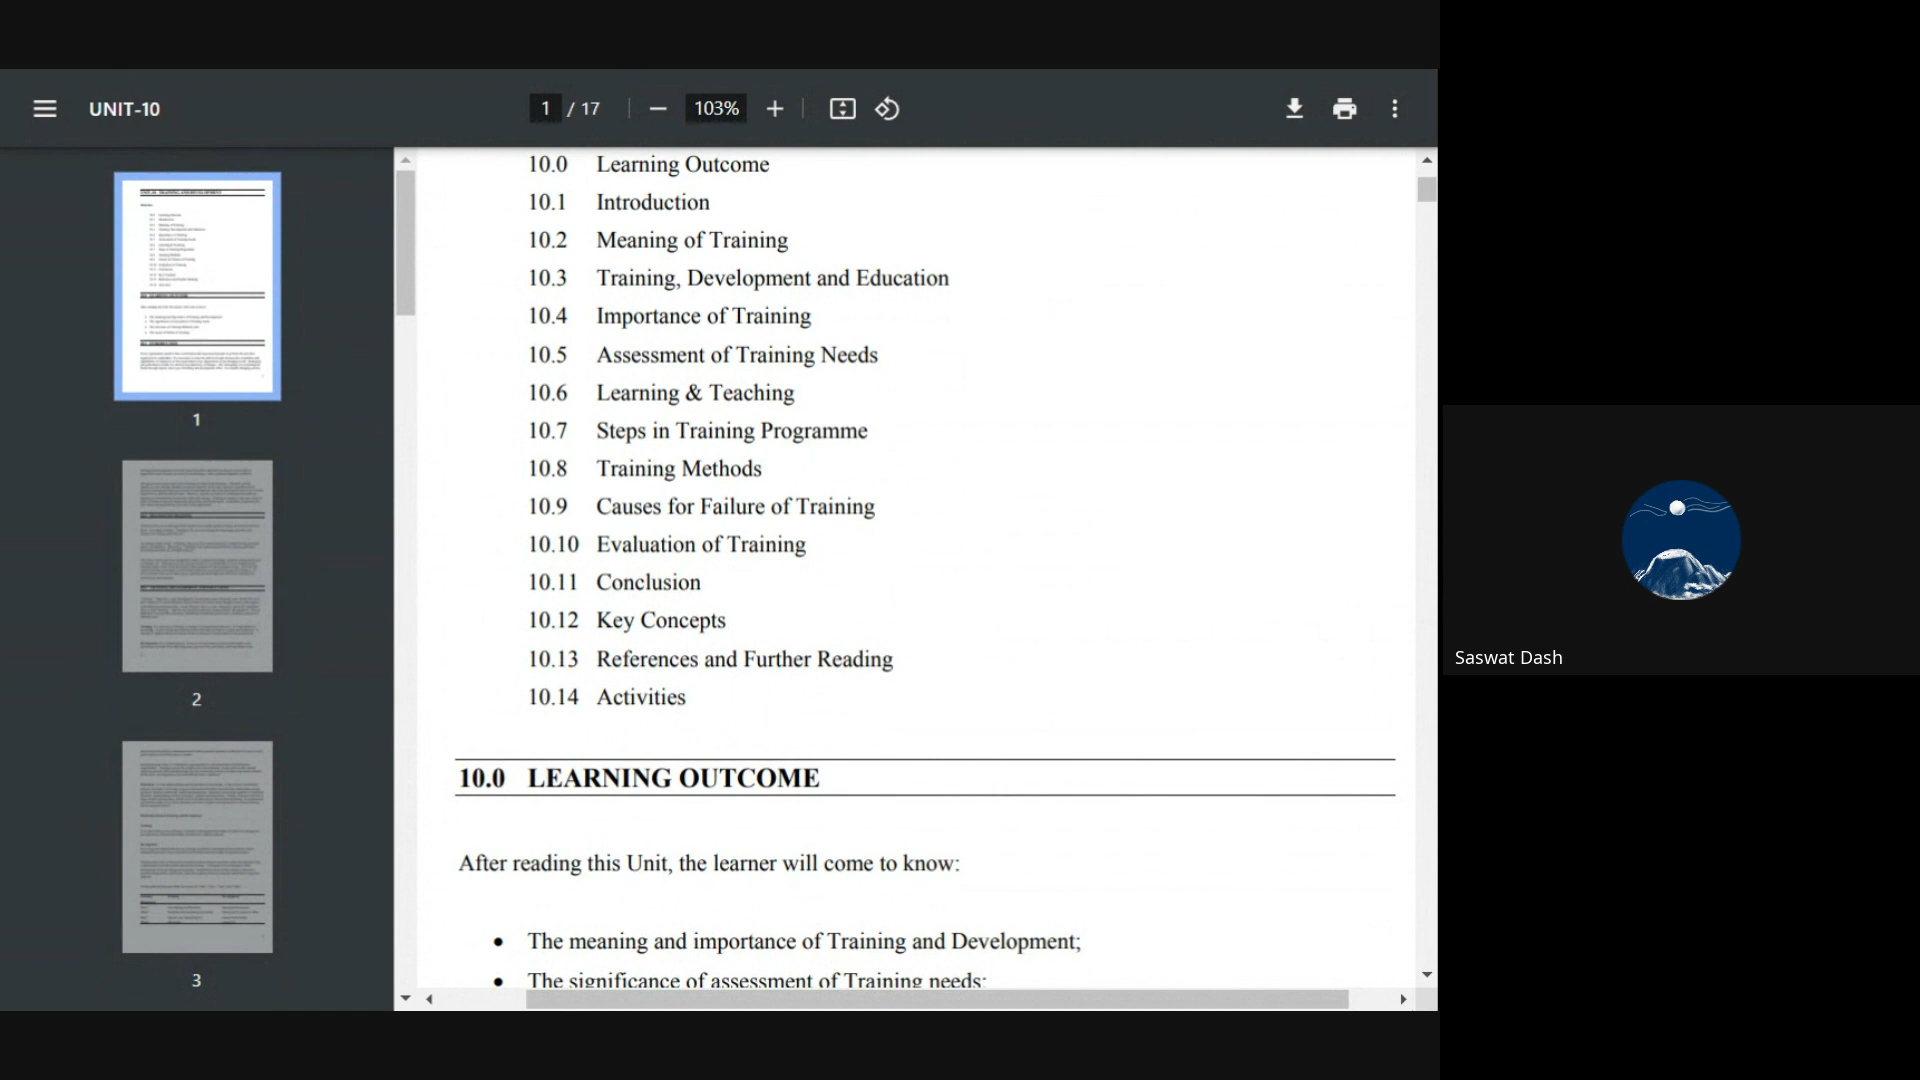 UNIT-10
1 / 17
103%
10.0 Learning Outcome
10.1 Introduction
10.2 Meaning of Training
10.3 Training, Development and Education
10.4 Importance of Training
10.5 Assessment of Training Needs
10.6 Learning & Teaching
10.7 Steps in Training Programme
10.8 Training Methods
10.9 Causes for Failure of Training
10.10 Evaluation of Training
10.11 Conclusion
10.12 Key Concepts
10.13 References and Further Reading
10.14 Activities
10.0 LEARNING OUTCOME
After reading this Unit, the learner will come to know:
• The meaning and importance of Training and Development;
• The significance of assessment of Training needs;
1
2
3
Saswat Dash